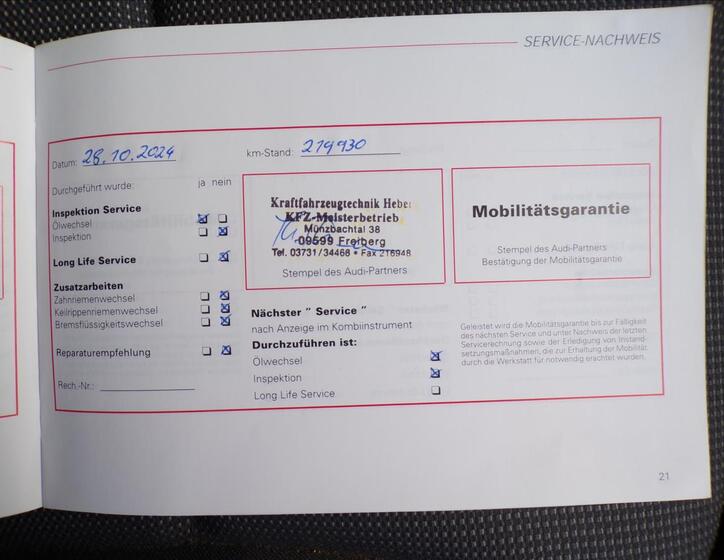 SERVICE-NACHWEIS
Datum: 28.10.2024 km-Stand: 219930
Durchgeführt wurde: ja nein
Inspektion Service
Ölwechsel
Inspektion
Long Life Service
Zusatzarbeiten
Zahnriemenwechsel
Keilrippenriemenwechsel
Bremsflüssigkeitswechsel
Reparaturempfehlung
Rech.-Nr.:
Kraftfahrzeugtechnik Heber
KFZ-Meisterbetrieb
Münzbachtal 38
09599 Freiberg
Tel. 03731/34466 • Fax 216948
Stempel des Audi-Partners
Mobilitätsgarantie
Stempel des Audi-Partners
Bestätigung der Mobilitätsgarantie
Nächster " Service "
nach Anzeige im Kombiinstrument
Durchzuführen ist:
Ölwechsel
Inspektion
Long Life Service
Geleistet wird die Mobilitätsgarantie bis zur Fälligkeit
des nächsten Service und unter Nachweis der letzten
Servicerechnung sowie der Erledigung von Instand-
setzungsmaßnahmen, die zur Erhaltung der Mobilität
durch die Werkstatt für notwendig erachtet wurden.
21